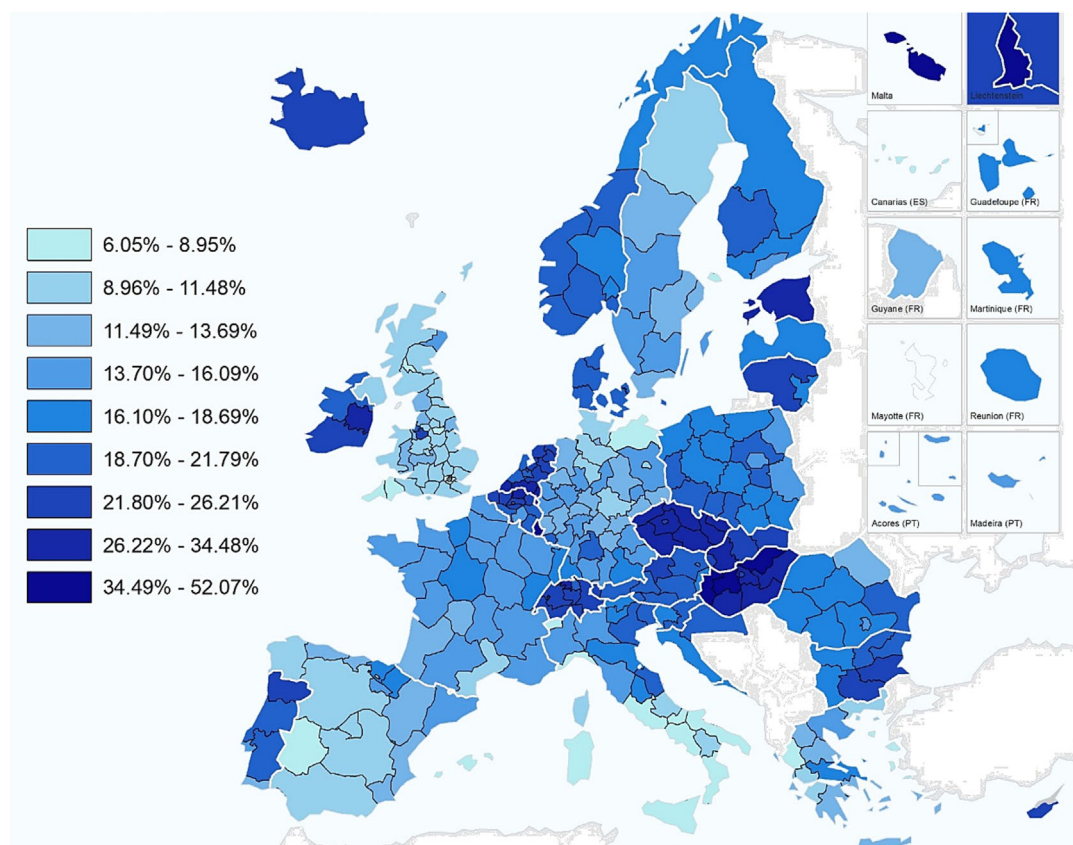 6.05% - 8.95%
8.96% - 11.48%
11.49% - 13.69%
13.70% - 16.09%
16.10% - 18.69%
18.70% - 21.79%
21.80% - 26.21%
26.22% - 34.48%
34.49% - 52.07%
Malta
Liechtenstein
Canarias (ES)
Guadeloupe (FR)
Guyane (FR)
Martinique (FR)
Mayotte (FR)
Reunion (FR)
Acores (PT)
Madeira (PT)